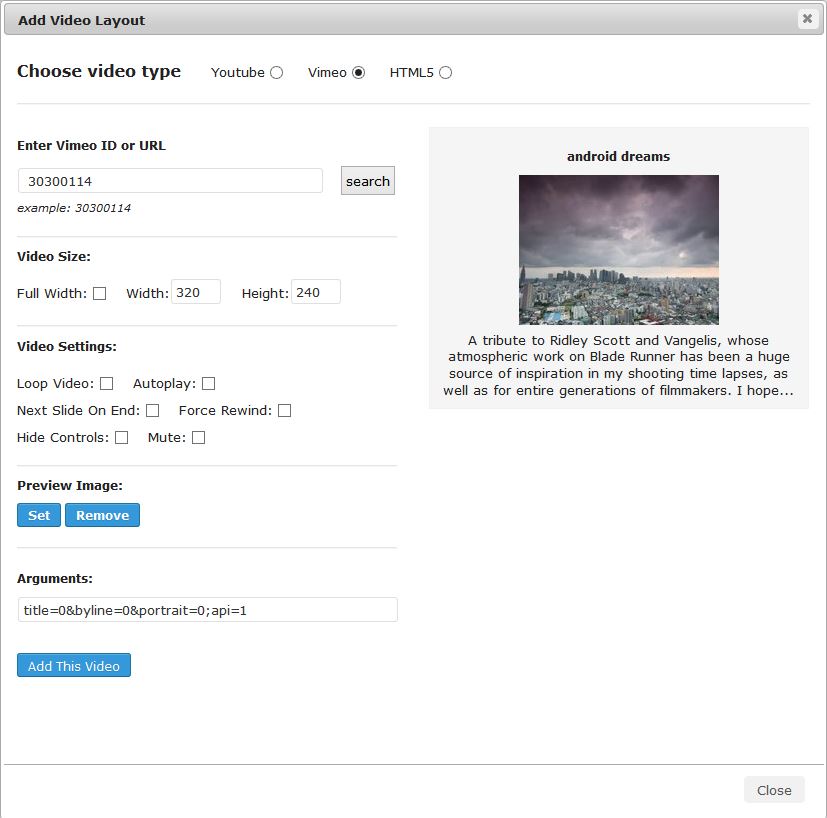 Add Video Layout
Choose video type Youtube Vimeo HTML5
Enter Vimeo ID or URL
30300114 search
example: 30300114
Video Size:
Full Width: Width: 320 Height: 240
Video Settings:
Loop Video: Autoplay:
Next Slide On End: Force Rewind:
Hide Controls: Mute:
Preview Image:
Set Remove
Arguments:
title=0&byline=0&portrait=0;api=1
Add This Video
android dreams
A tribute to Ridley Scott and Vangelis, whose
atmospheric work on Blade Runner has been a huge
source of inspiration in my shooting time lapses, as
well as for entire generations of filmmakers. I hope...
Close